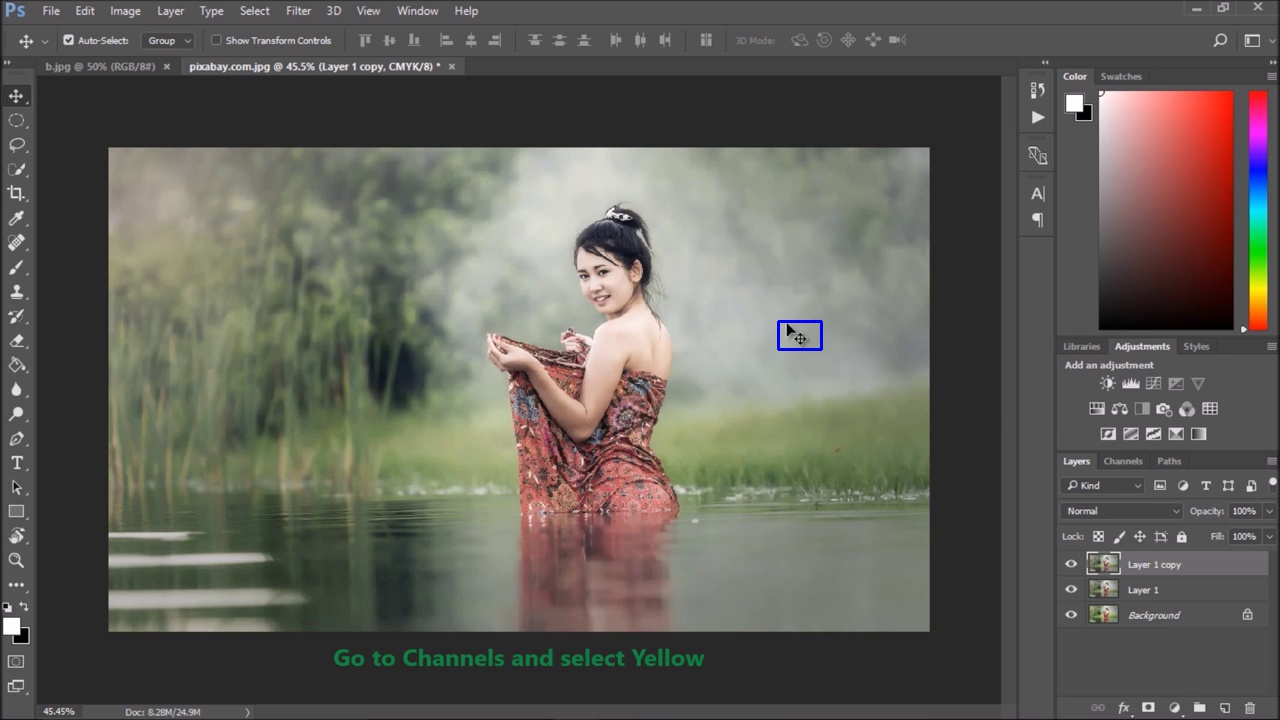 Ps File Edit Image Layer Type Select Filter 3D View Window Help
Auto-Select: Group Show Transform Controls 3D Mode:
b.jpg @ 50% (RGB/8#) × pixabay.com.jpg @ 45.5% (Layer 1 copy, CMYK/8) * ×
Color Swatches
Libraries Adjustments Styles
Add an adjustment
Layers Channels Paths
Kind
Normal Opacity: 100%
Lock: Fill: 100%
Layer 1 copy
Layer 1
Background
Go to Channels and select Yellow
45.45% Doc: 8.28M/24.9M